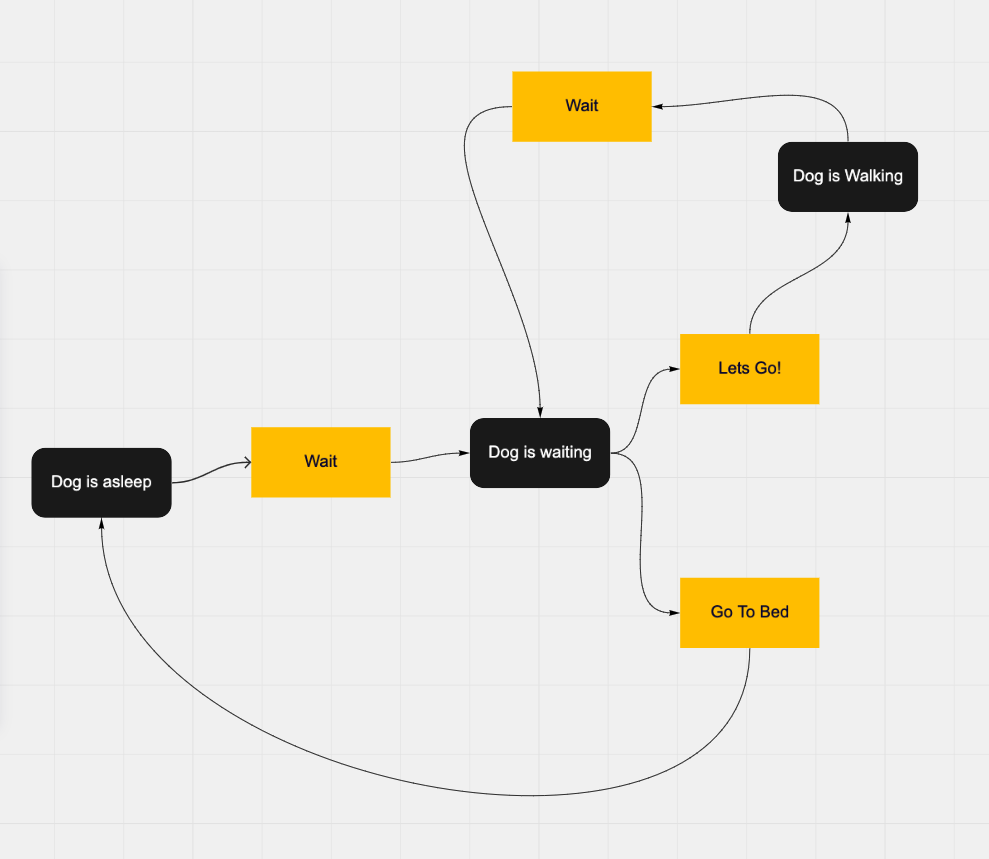 Wait
Dog is Walking
Lets Go!
Dog is asleep
Wait
Dog is waiting
Go To Bed